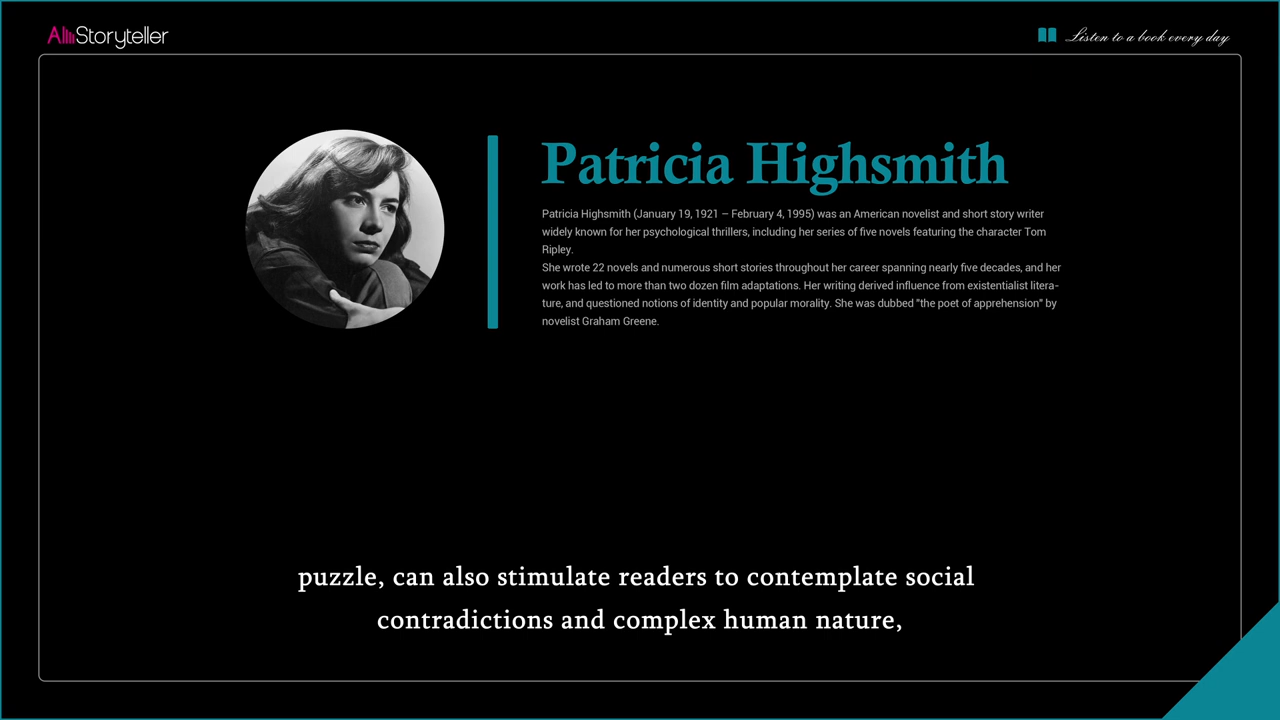 AllStoryteller
Listen to a book every day
Patricia Highsmith
Patricia Highsmith (January 19, 1921 – February 4, 1995) was an American novelist and short story writer
widely known for her psychological thrillers, including her series of five novels featuring the character Tom
Ripley.
She wrote 22 novels and numerous short stories throughout her career spanning nearly five decades, and her
work has led to more than two dozen film adaptations. Her writing derived influence from existentialist litera-
ture, and questioned notions of identity and popular morality. She was dubbed "the poet of apprehension" by
novelist Graham Greene.
puzzle, can also stimulate readers to contemplate social
contradictions and complex human nature,